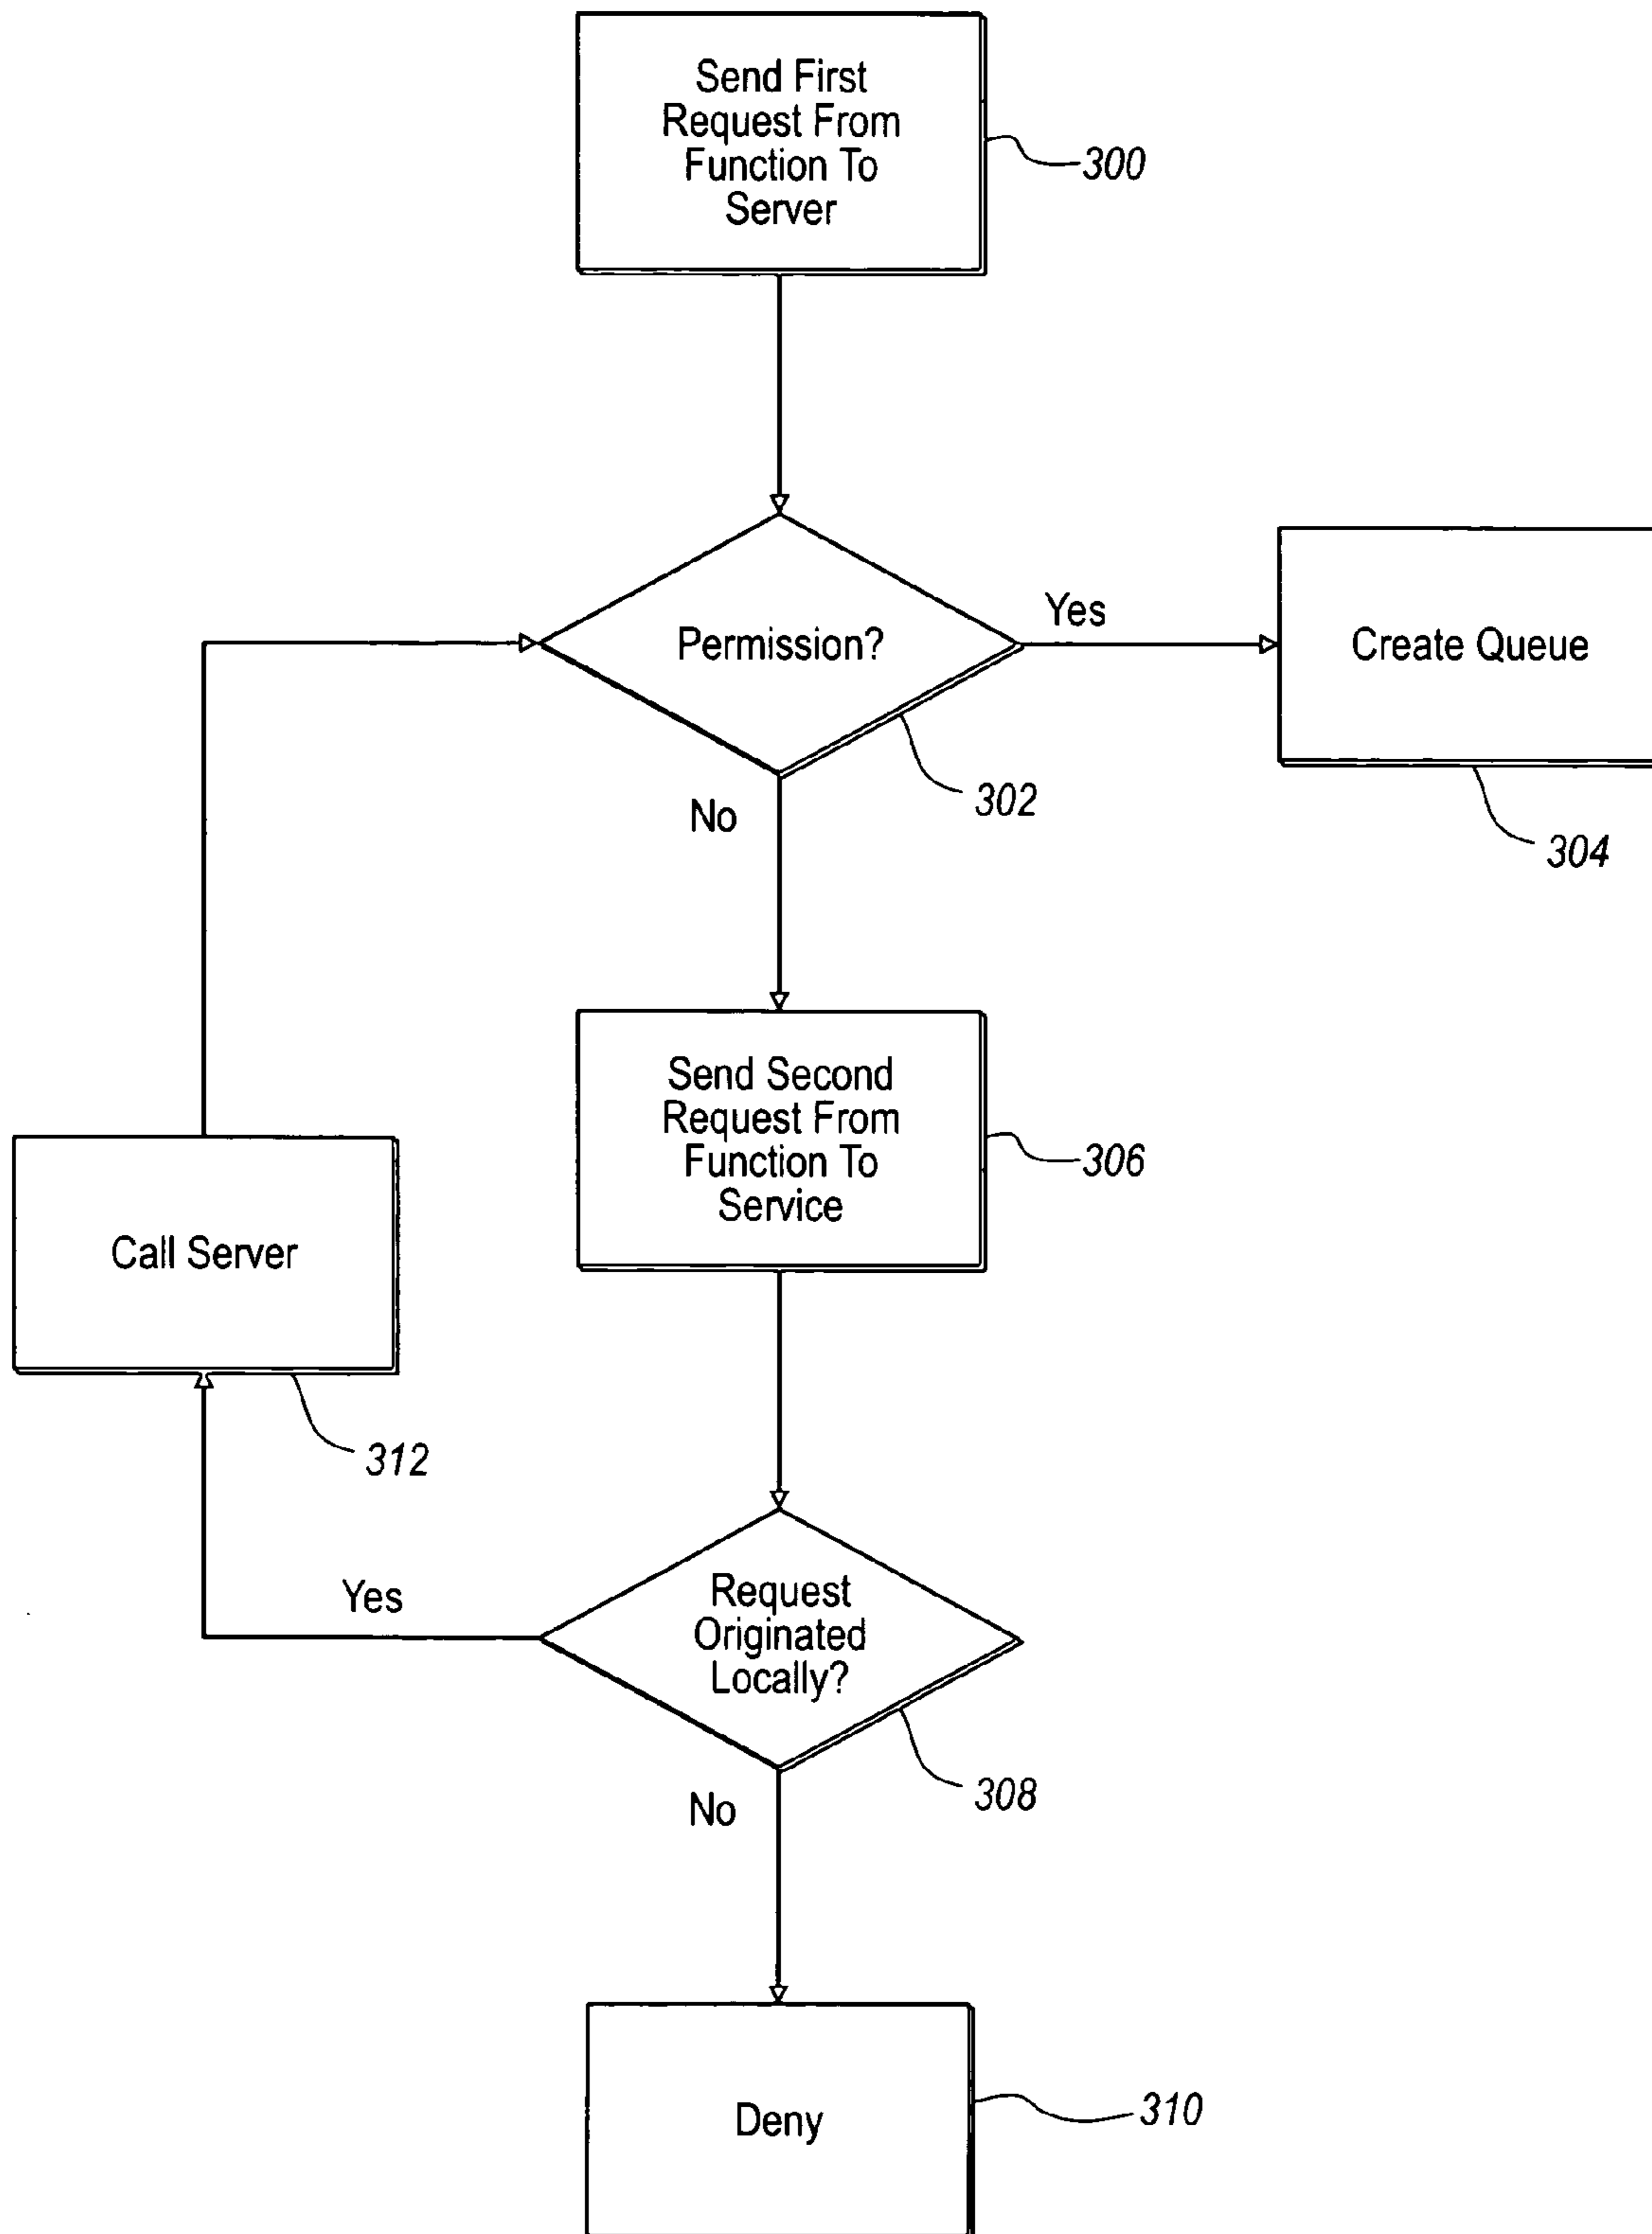 Send First
Request From
Function To
Server
300
Permission?
Yes
Create Queue
302
No
304
Send Second
Request From
Function To
Service
306
Call Server
312
Request
Originated
Locally?
Yes
308
No
Deny
310